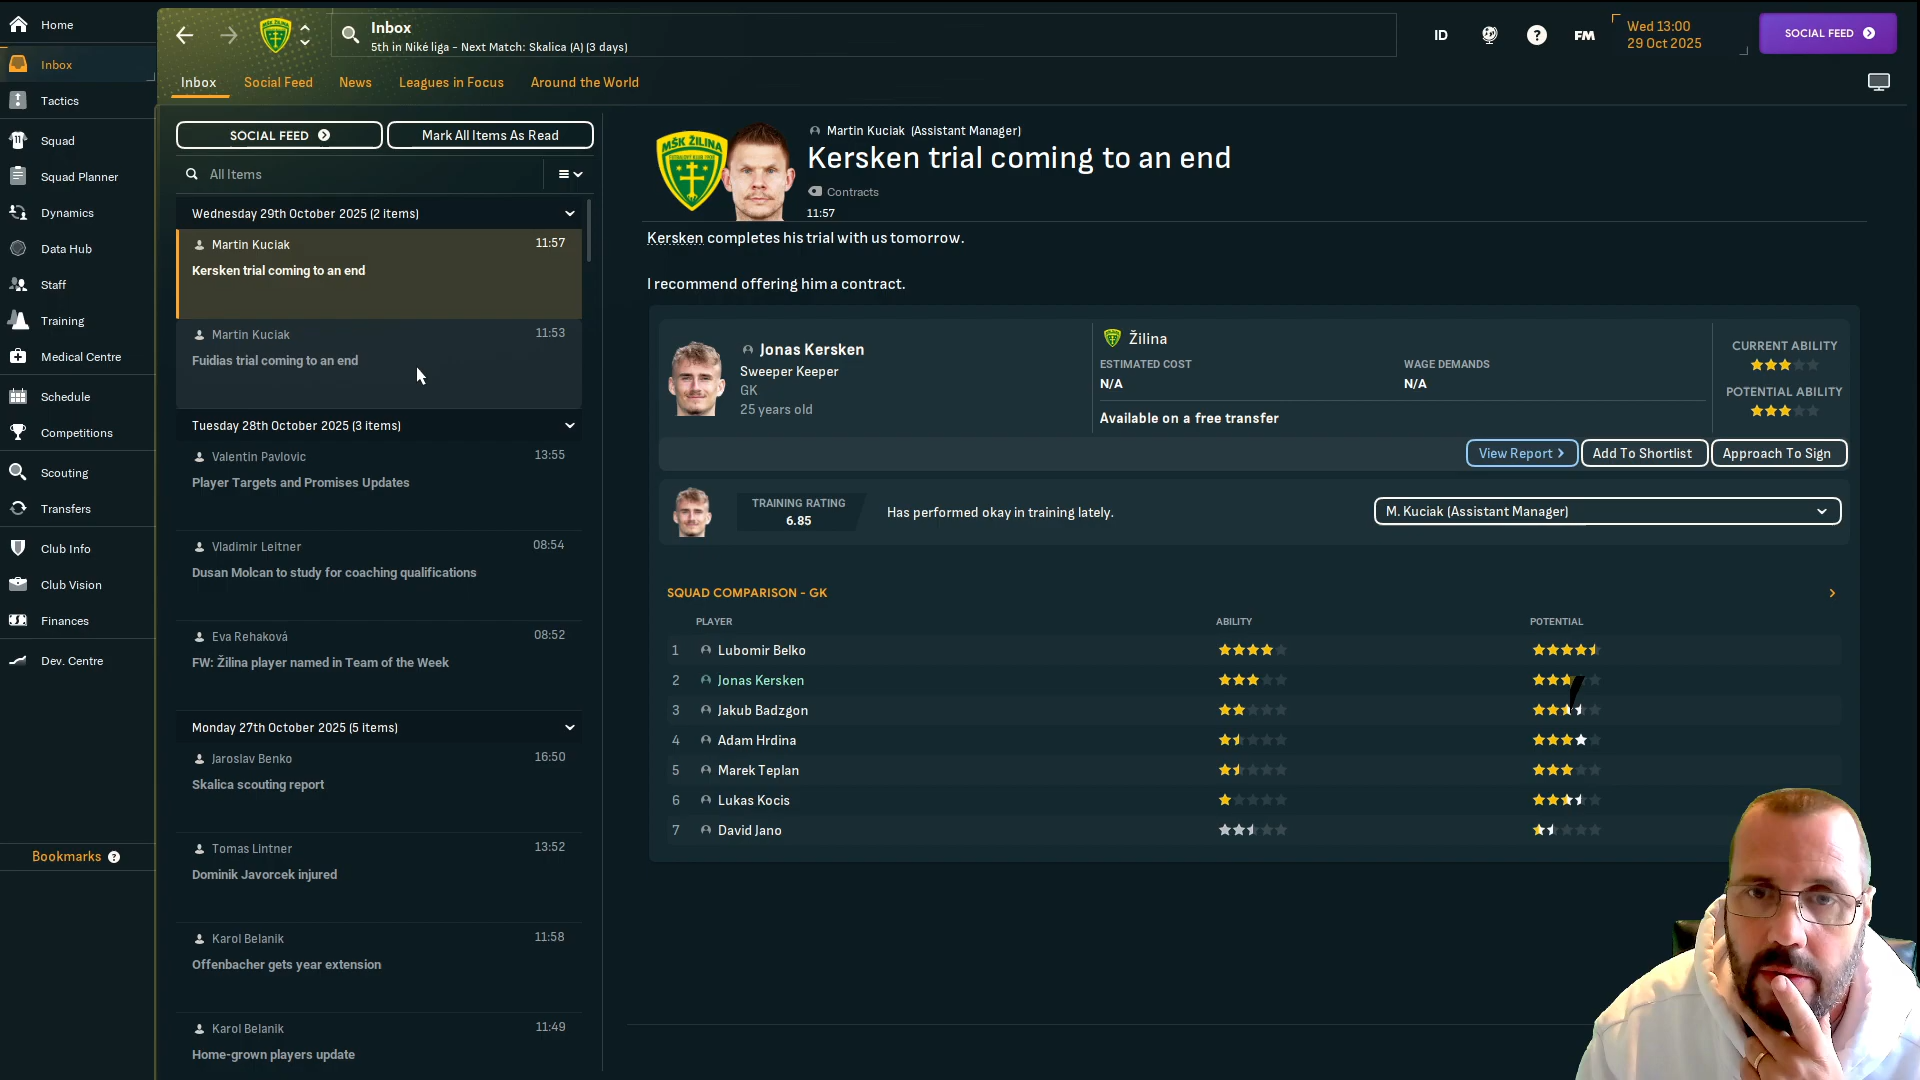 Home
Inbox
Tactics
Squad
Squad Planner
Dynamics
Data Hub
Staff
Training
Medical Centre
Schedule
Competitions
Scouting
Transfers
Club Info
Club Vision
Finances
Dev. Centre
Bookmarks ?
MŠK ŽILINA
Inbox
5th in Niké liga - Next Match: Skalica (A) (3 days)
ID
?
FM
Wed 13:00
29 Oct 2025
SOCIAL FEED
Inbox
Social Feed
News
Leagues in Focus
Around the World
SOCIAL FEED
Mark All Items As Read
All Items
Wednesday 29th October 2025 (2 items)
Martin Kuciak 11:57
Kersken trial coming to an end
Martin Kuciak 11:53
Fuidias trial coming to an end
Tuesday 28th October 2025 (3 items)
Valentin Pavlovic 13:55
Player Targets and Promises Updates
Vladimir Leitner 08:54
Dusan Molcan to study for coaching qualifications
Eva Rehaková 08:52
FW: Žilina player named in Team of the Week
Monday 27th October 2025 (5 items)
Jaroslav Benko 16:50
Skalica scouting report
Tomas Lintner 13:52
Dominik Javorcek injured
Karol Belanik 11:58
Offenbacher gets year extension
Karol Belanik 11:49
Home-grown players update
MŠK ŽILINA
Martin Kuciak (Assistant Manager)
Kersken trial coming to an end
Contracts
11:57
Kersken completes his trial with us tomorrow.
I recommend offering him a contract.
Jonas Kersken
Sweeper Keeper
GK
25 years old
Žilina
ESTIMATED COST
N/A
WAGE DEMANDS
N/A
Available on a free transfer
CURRENT ABILITY
POTENTIAL ABILITY
View Report
Add To Shortlist
Approach To Sign
TRAINING RATING
6.85
Has performed okay in training lately.
M. Kuciak (Assistant Manager)
SQUAD COMPARISON - GK
PLAYER ABILITY POTENTIAL
1 Lubomir Belko
2 Jonas Kersken
3 Jakub Badzgon
4 Adam Hrdina
5 Marek Teplan
6 Lukas Kocis
7 David Jano